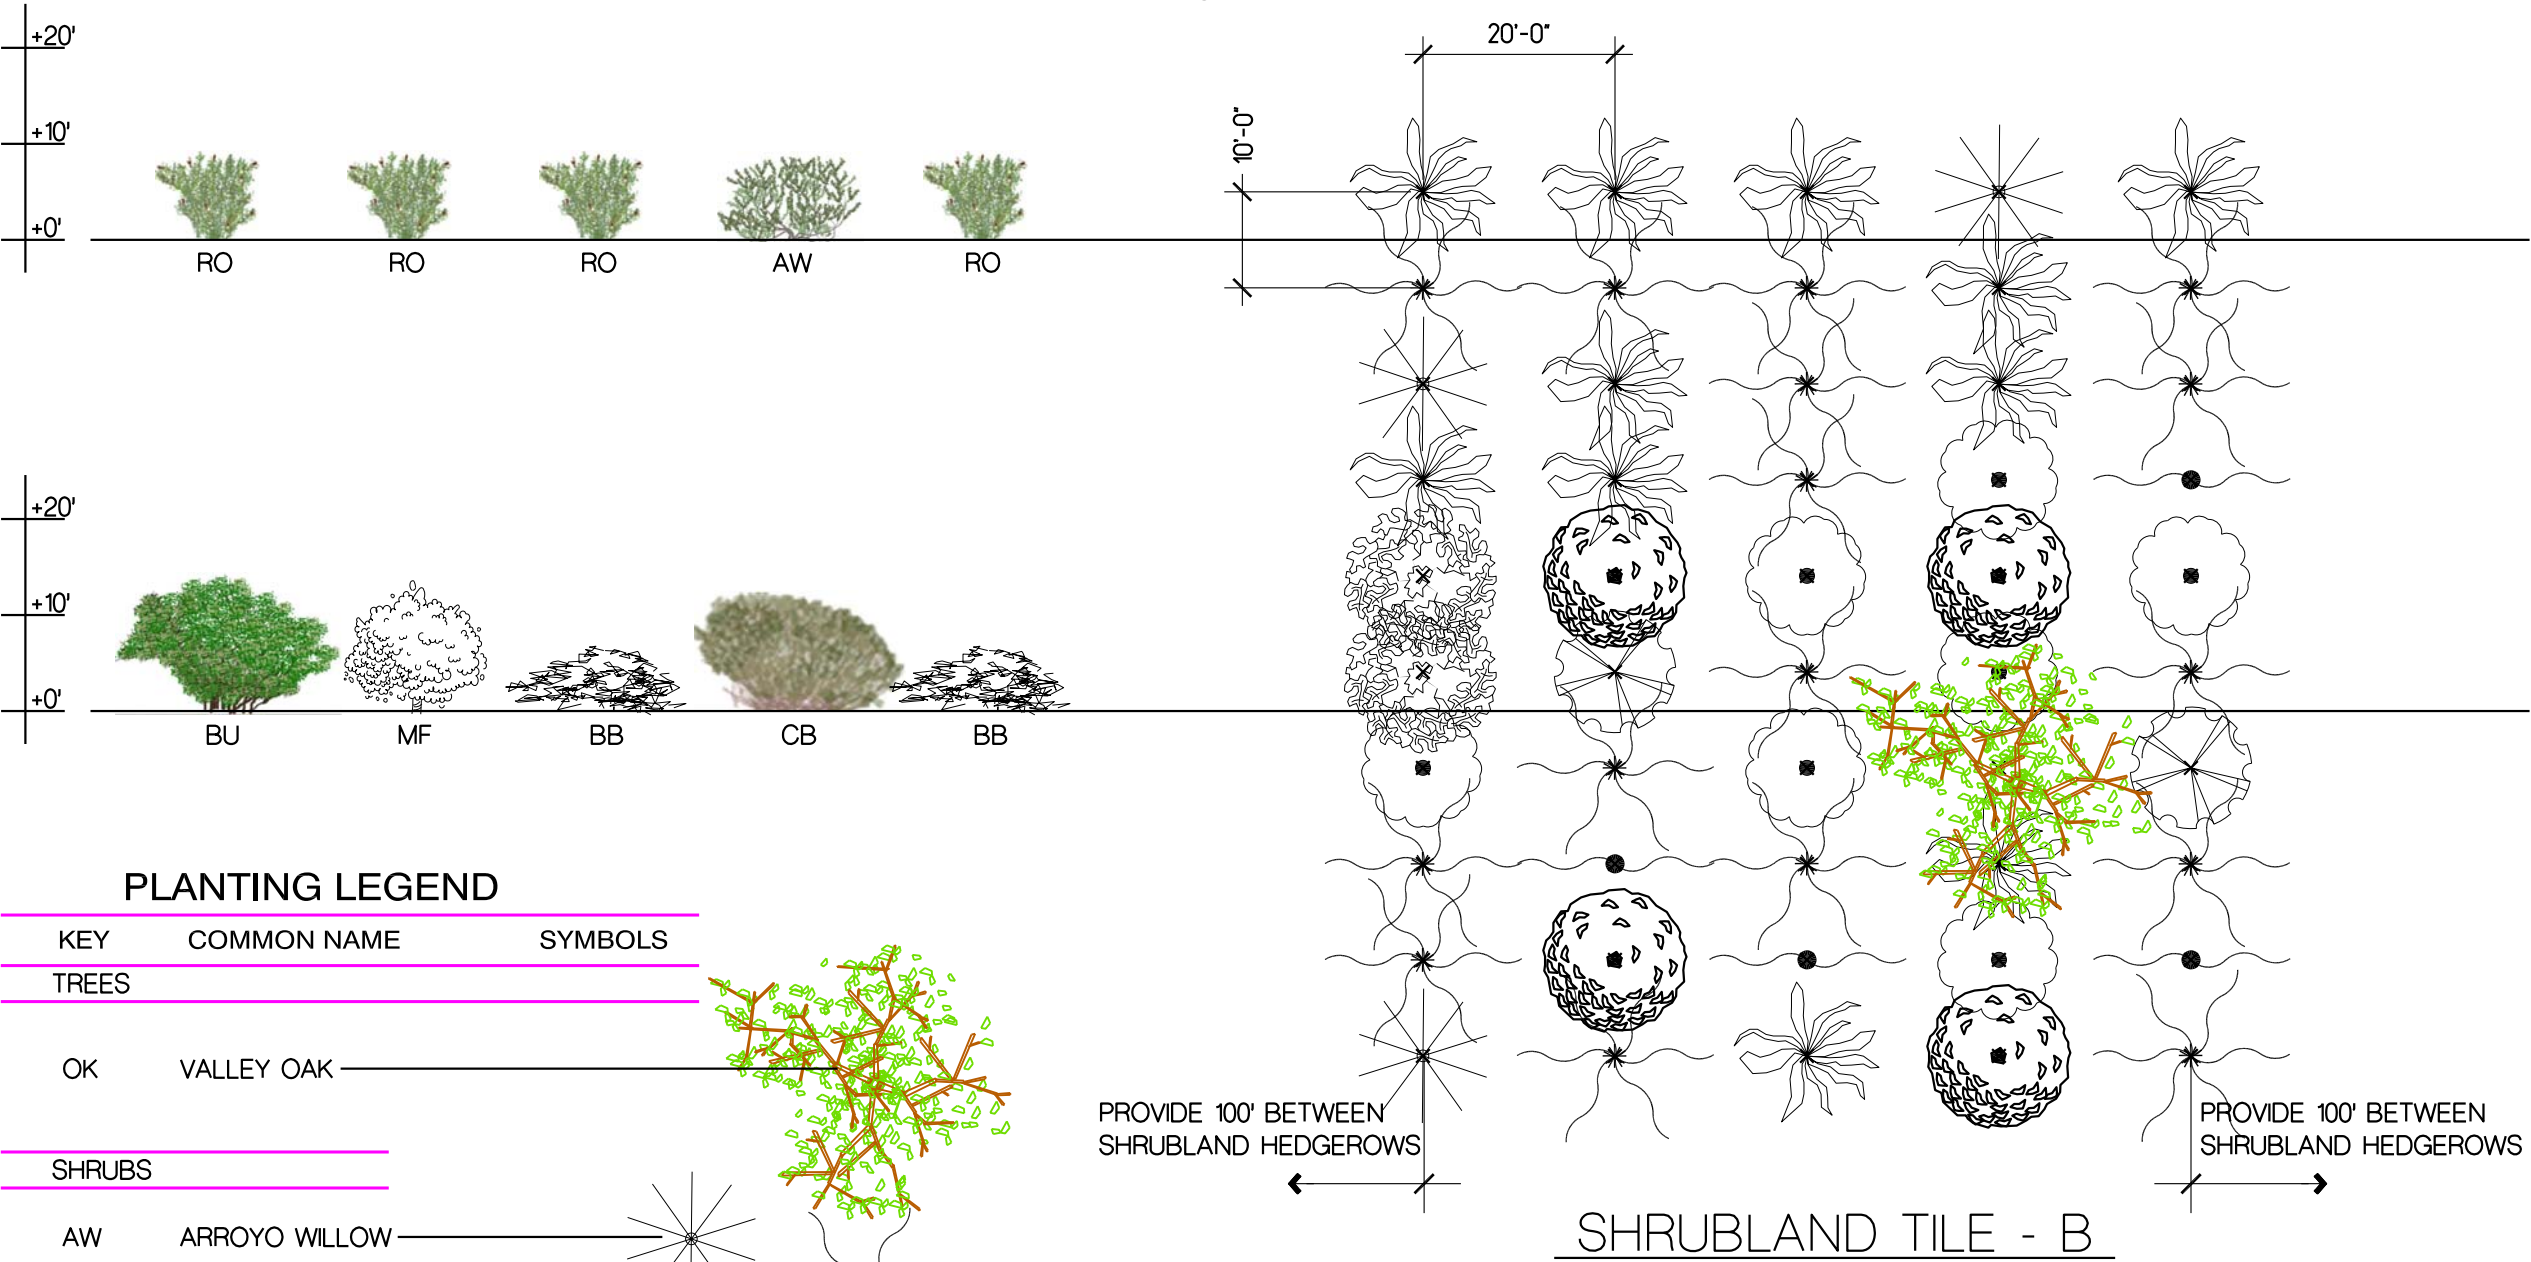 +20'
+10'
+0'
RO
RO
RO
AW
RO
20'-0"
10'-0"
+20'
+10'
+0'
BU
MF
BB
CB
BB
PLANTING LEGEND
KEY COMMON NAME SYMBOLS
TREES
OK VALLEY OAK
SHRUBS
AW ARROYO WILLOW
PROVIDE 100' BETWEEN
SHRUBLAND HEDGEROWS
PROVIDE 100' BETWEEN
SHRUBLAND HEDGEROWS
SHRUBLAND TILE - B